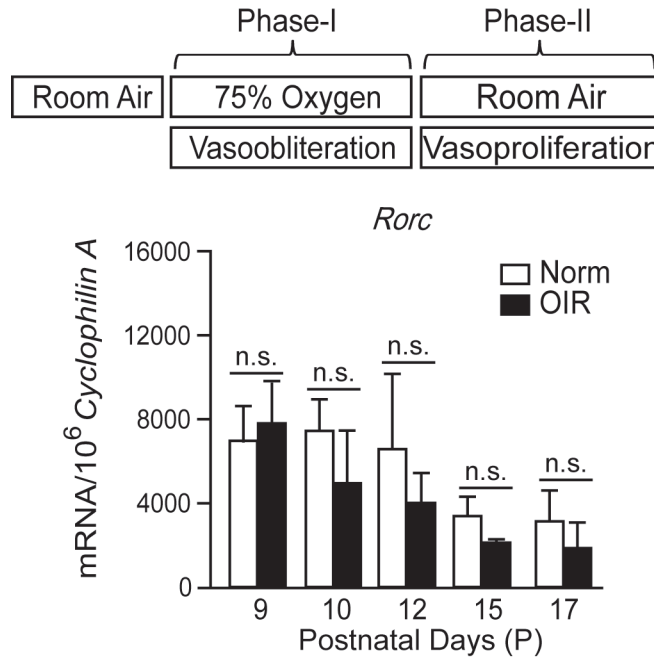 Phase-I Phase-II
Room Air 75% Oxygen Room Air
Vasoobliteration Vasoproliferation
Rorc
16000
12000
8000
4000
0
mRNA/10⁶ Cyclophilin A
Norm
OIR
n.s. n.s. n.s. n.s. n.s.
9 10 12 15 17
Postnatal Days (P)